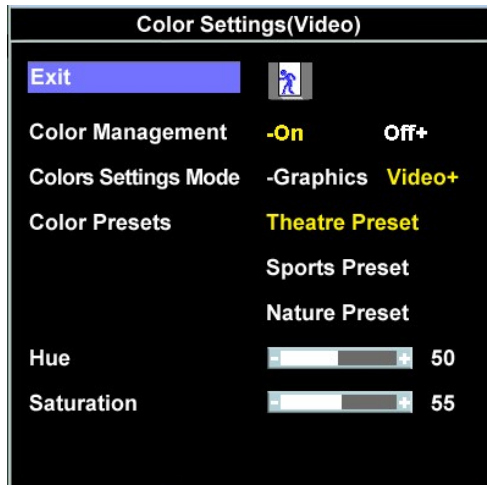 Color Settings(Video)
Exit
Color Management -On Off+
Colors Settings Mode -Graphics Video+
Color Presets Theatre Preset
Sports Preset
Nature Preset
Hue - + 50
Saturation - + 55